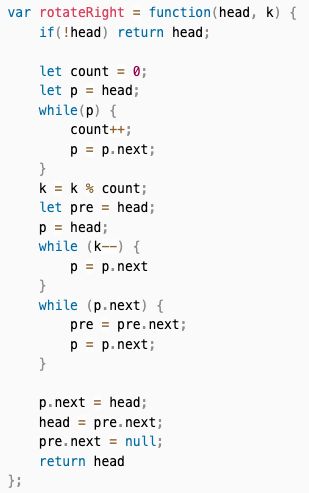 var rotateRight = function(head, k) {
    if(!head) return head;

    let count = 0;
    let p = head;
    while(p) {
        count++;
        p = p.next;
    }
    k = k % count;
    let pre = head;
    p = head;
    while (k--) {
        p = p.next
    }
    while (p.next) {
        pre = pre.next;
        p = p.next;
    }

    p.next = head;
    head = pre.next;
    pre.next = null;
    return head
};